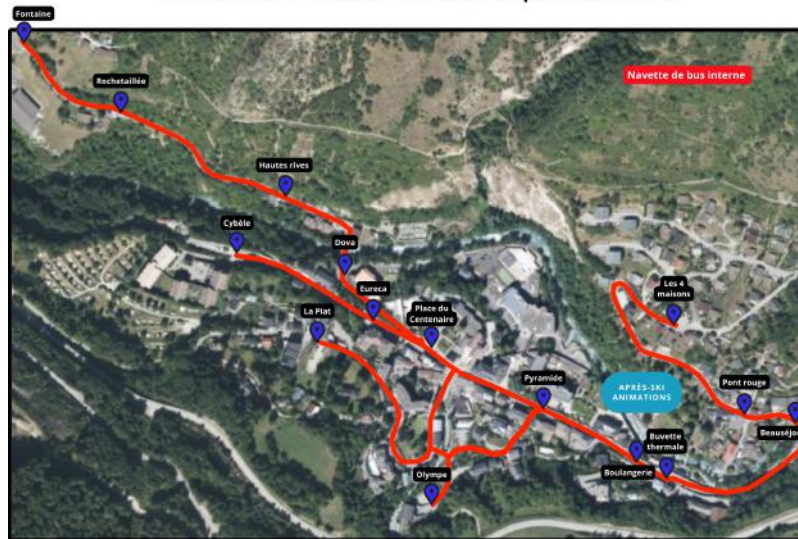 Fontaine
Navette de bus interne
Rochetaillée
Hautes rives
Cybèle
Dova
Eureca
La Plat
Place du
Centenaire
Les 4
maisons
Pyramide
APRÈS-SKI
ANIMATIONS
Pont rouge
Beauséjou
Buvette
thermale
Boulangerie
Olympe